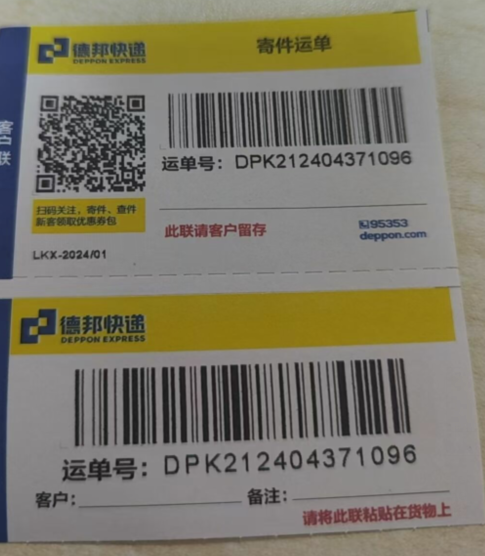 德邦快递
DEPPON EXPRESS
寄件运单
客户联
运单号：DPK212404371096
扫码关注，寄件、查件
新客领取优惠券包
此联请客户留存
95353
deppon.com
LKX-2024/01
德邦快递
DEPPON EXPRESS
运单号：DPK212404371096
客户：
备注：
请将此联粘贴在货物上